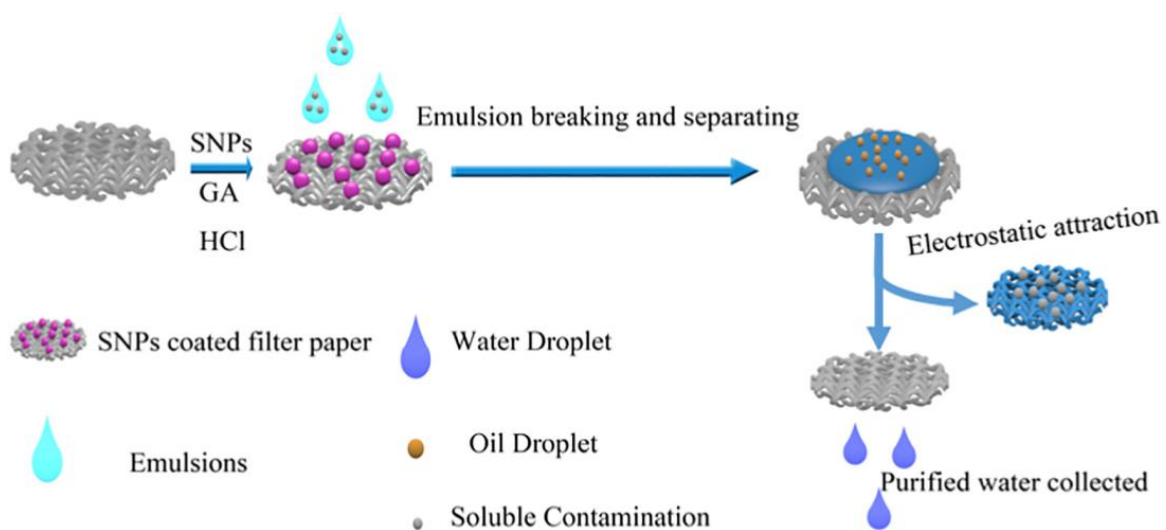 SNPs
GA
HCl
Emulsion breaking and separating
Electrostatic attraction
SNPs coated filter paper
Water Droplet
Emulsions
Oil Droplet
Soluble Contamination
Purified water collected